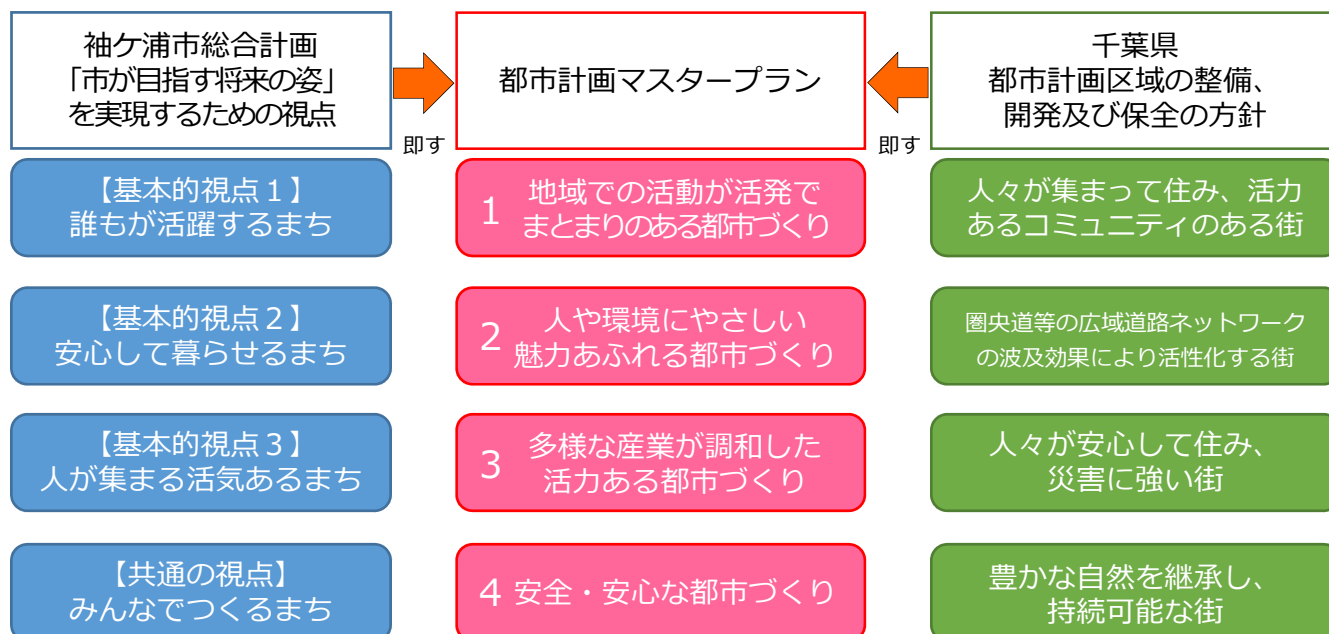 袖ケ浦市総合計画
「市が目指す将来の姿」
を実現するための視点
即す
都市計画マスタープラン
即す
千葉県
都市計画区域の整備、
開発及び保全の方針
【基本的視点１】
誰もが活躍するまち
1 地域での活動が活発で
まとまりのある都市づくり
人々が集まって住み、活力
あるコミュニティのある街
【基本的視点２】
安心して暮らせるまち
2 人や環境にやさしい
魅力あふれる都市づくり
圏央道等の広域道路ネットワーク
の波及効果により活性化する街
【基本的視点３】
人が集まる活気あるまち
3 多様な産業が調和した
活力ある都市づくり
人々が安心して住み、
災害に強い街
【共通の視点】
みんなでつくるまち
4 安全・安心な都市づくり
豊かな自然を継承し、
持続可能な街